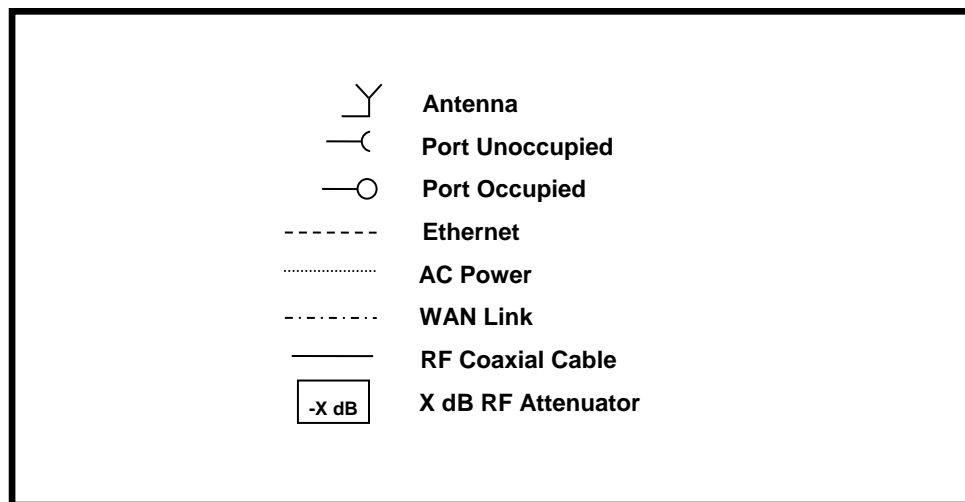 Antenna
Port Unoccupied
Port Occupied
Ethernet
AC Power
WAN Link
RF Coaxial Cable
-X dB X dB RF Attenuator